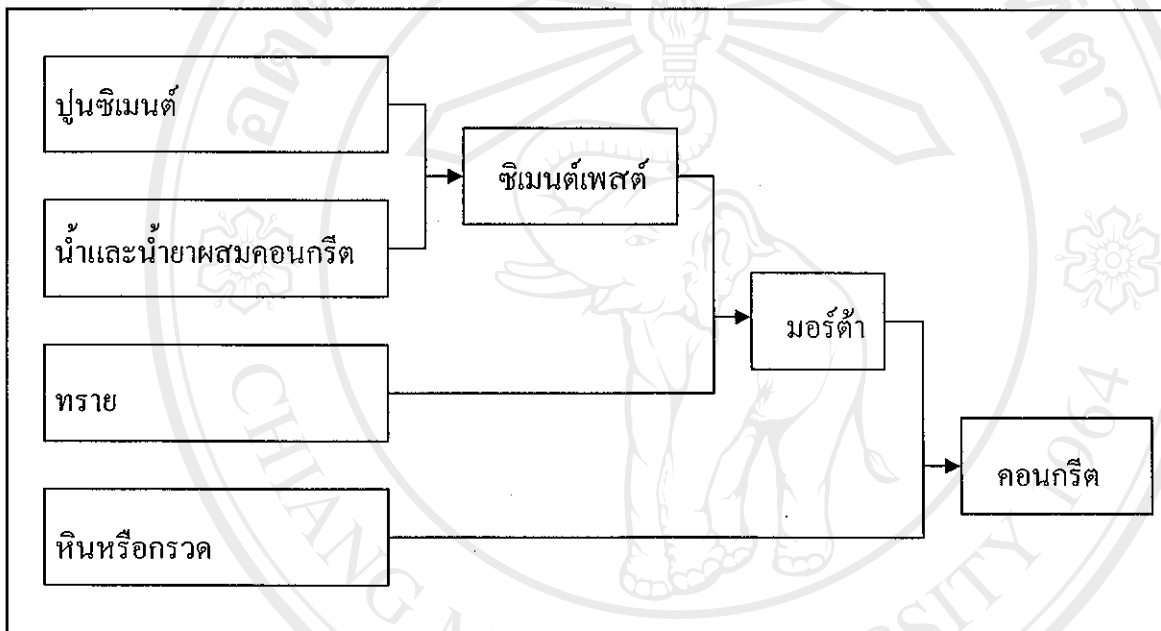 ปูนซิเมนต์
น้ำและน้ำยาผสมคอนกรีต
ทราย
หินหรือกรวด
ซิเมนต์เพสต์
มอร์ต้า
คอนกรีต
CHIANG M
RSITY 1964